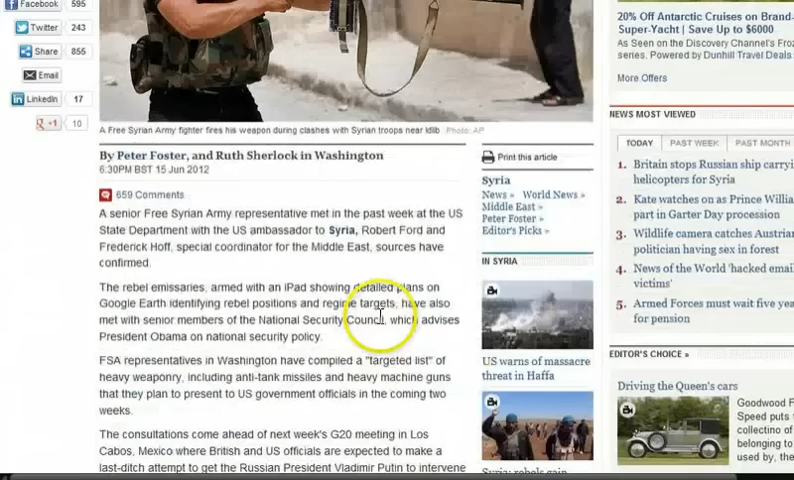 Facebook 595
Twitter 243
Share 855
Email
LinkedIn 17
+1 10
A Free Syrian Army fighter fires his weapon during clashes with Syrian troops near Idlib Photo: AP
By Peter Foster, and Ruth Sherlock in Washington
6:30PM BST 15 Jun 2012
659 Comments
A senior Free Syrian Army representative met in the past week at the US
State Department with the US ambassador to Syria, Robert Ford and
Frederick Hoff, special coordinator for the Middle East, sources have
confirmed.
The rebel emissaries, armed with an iPad showing detailed plans on
Google Earth identifying rebel positions and regime targets, have also
met with senior members of the National Security Council, which advises
President Obama on national security policy.
FSA representatives in Washington have compiled a "targeted list" of
heavy weaponry, including anti-tank missiles and heavy machine guns
that they plan to present to US government officials in the coming two
weeks.
The consultations come ahead of next week's G20 meeting in Los
Cabos, Mexico where British and US officials are expected to make a
last-ditch attempt to get the Russian President Vladimir Putin to intervene
Print this article
Syria
News » World News »
Middle East »
Peter Foster »
Editor's Picks »
IN SYRIA
US warns of massacre
threat in Haffa
Syria: rebels gain
20% Off Antarctic Cruises on Brand-
Super-Yacht | Save Up to $6000
As Seen on the Discovery Channel's Froz
series. Powered by Dunhill Travel Deals
More Offers
NEWS MOST VIEWED
TODAY PAST WEEK PAST MONTH
1. Britain stops Russian ship carryi
helicopters for Syria
2. Kate watches on as Prince Willia
part in Garter Day procession
3. Wildlife camera catches Austria
politician having sex in forest
4. News of the World 'hacked emai
victims'
5. Armed Forces must wait five yea
for pension
EDITOR'S CHOICE »
Driving the Queen's cars
Goodwood F
Speed puts
collectino of
belonging to
used by, the